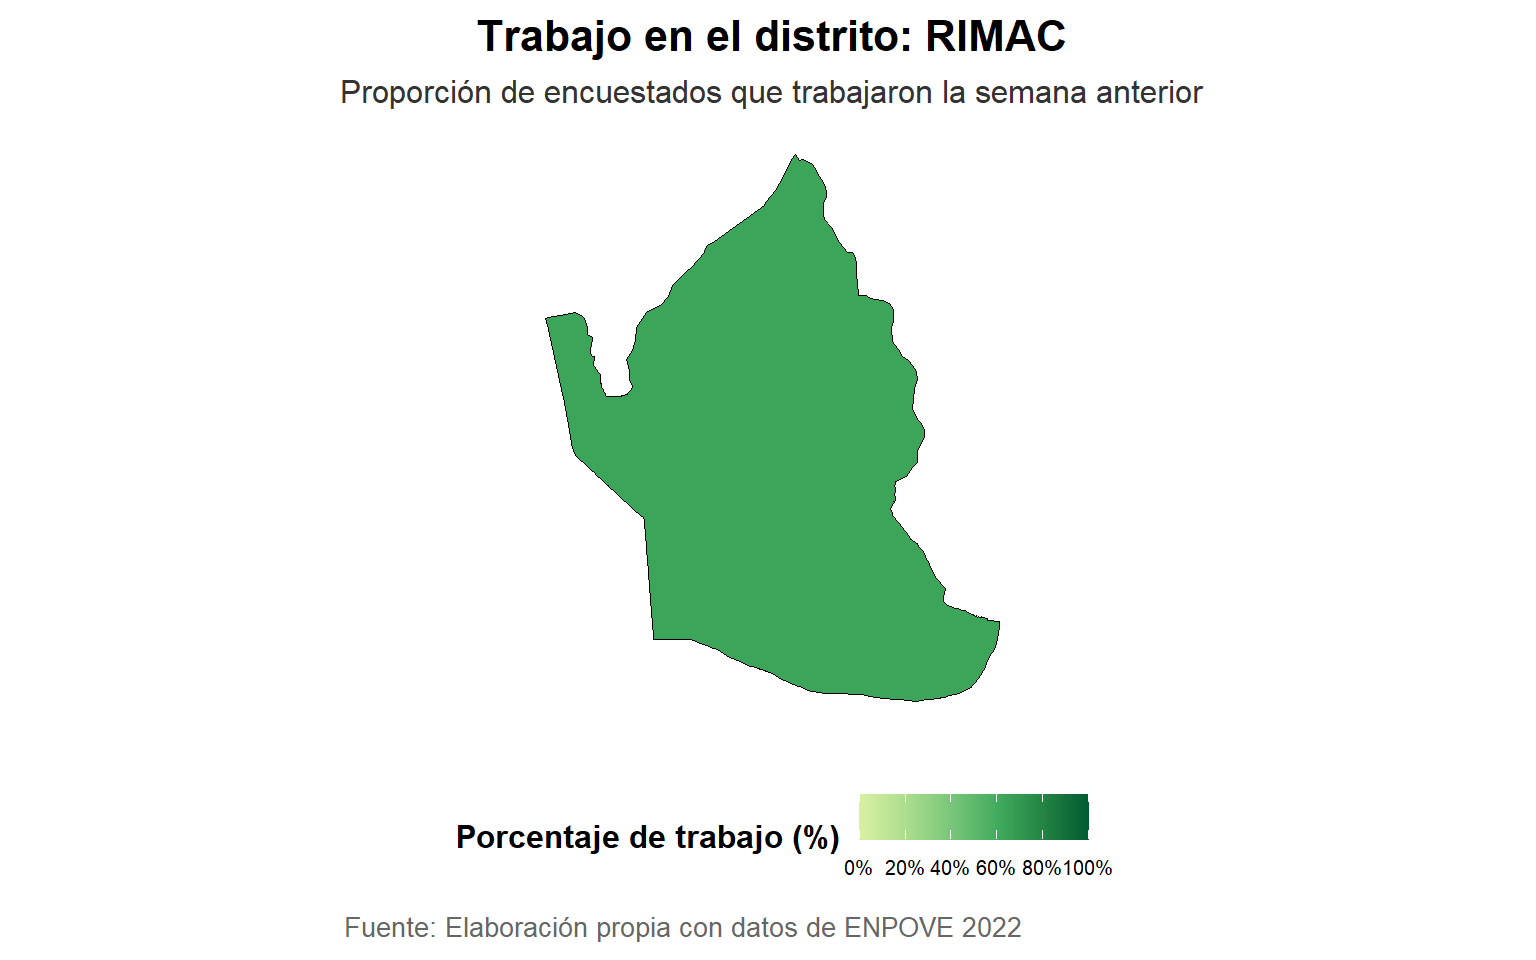 Trabajo en el distrito: RIMAC
Proporción de encuestados que trabajaron la semana anterior
Porcentaje de trabajo (%)
0% 20% 40% 60% 80% 100%
Fuente: Elaboración propia con datos de ENPOVE 2022